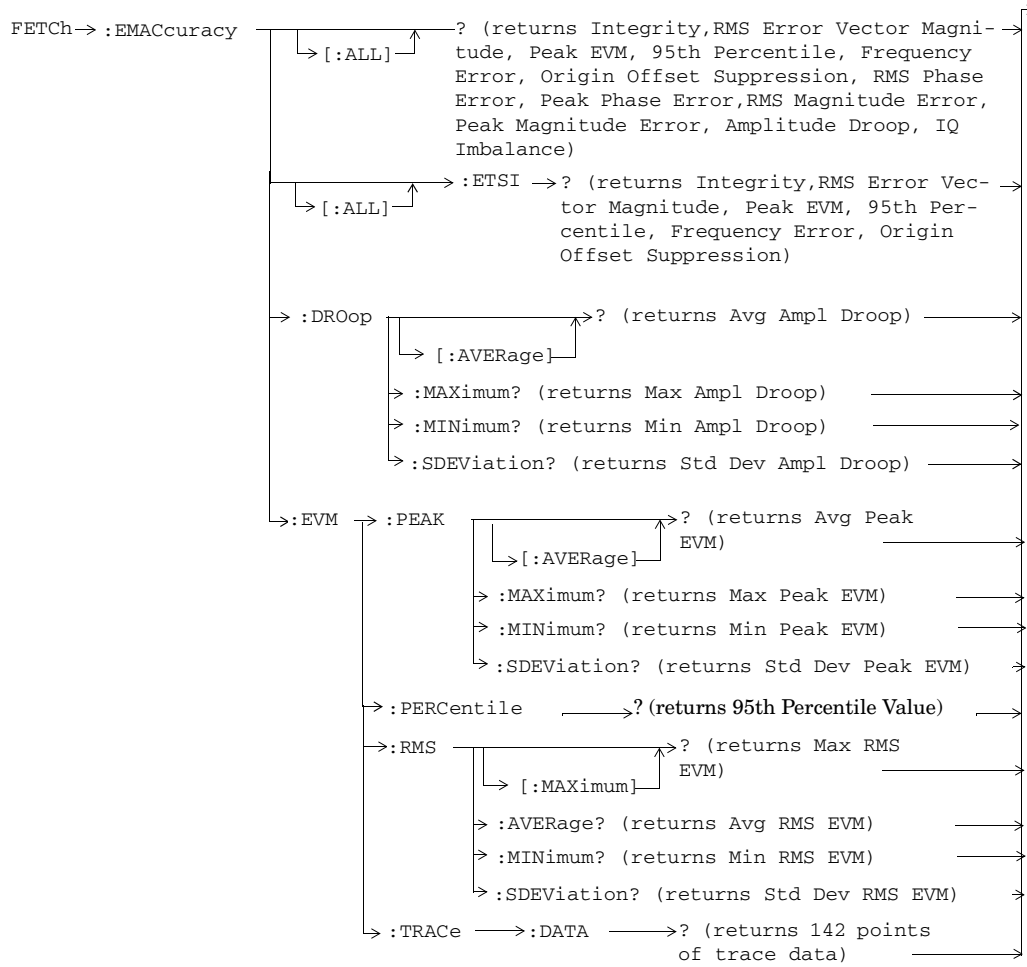 FETCh :EMACcuracy ? (returns Integrity,RMS Error Vector Magni-
[:ALL] tude, Peak EVM, 95th Percentile, Frequency
Error, Origin Offset Suppression, RMS Phase
Error, Peak Phase Error,RMS Magnitude Error,
Peak Magnitude Error, Amplitude Droop, IQ
Imbalance)
:ETSI ? (returns Integrity,RMS Error Vec-
[:ALL] tor Magnitude, Peak EVM, 95th Per-
centile, Frequency Error, Origin
Offset Suppression)
:DROop ? (returns Avg Ampl Droop)
[:AVERage]
:MAXimum? (returns Max Ampl Droop)
:MINimum? (returns Min Ampl Droop)
:SDEViation? (returns Std Dev Ampl Droop)
:EVM :PEAK ? (returns Avg Peak
EVM)
[:AVERage]
:MAXimum? (returns Max Peak EVM)
:MINimum? (returns Min Peak EVM)
:SDEViation? (returns Std Dev Peak EVM)
:PERCentile ? (returns 95th Percentile Value)
:RMS ? (returns Max RMS
EVM)
[:MAXimum]
:AVERage? (returns Avg RMS EVM)
:MINimum? (returns Min RMS EVM)
:SDEViation? (returns Std Dev RMS EVM)
:TRACe :DATA ? (returns 142 points
of trace data)